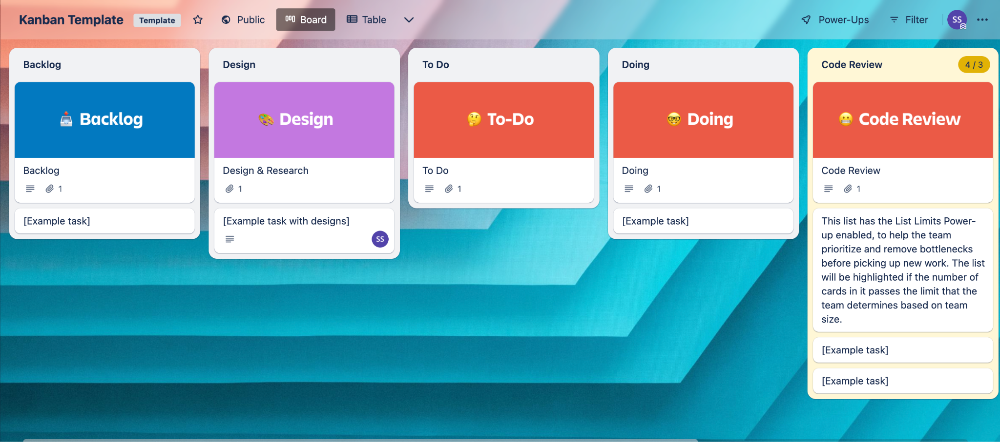 Kanban Template Template Public Board Table Power-Ups Filter SS
Backlog
Backlog
Backlog
1
[Example task]
Design
Design
Design & Research
1
[Example task with designs]
SS
To Do
To-Do
To Do
1
Doing
Doing
Doing
1
[Example task]
Code Review 4 / 3
Code Review
Code Review
1
This list has the List Limits Power-
up enabled, to help the team
prioritize and remove bottlenecks
before picking up new work. The list
will be highlighted if the number of
cards in it passes the limit that the
team determines based on team
size.
[Example task]
[Example task]